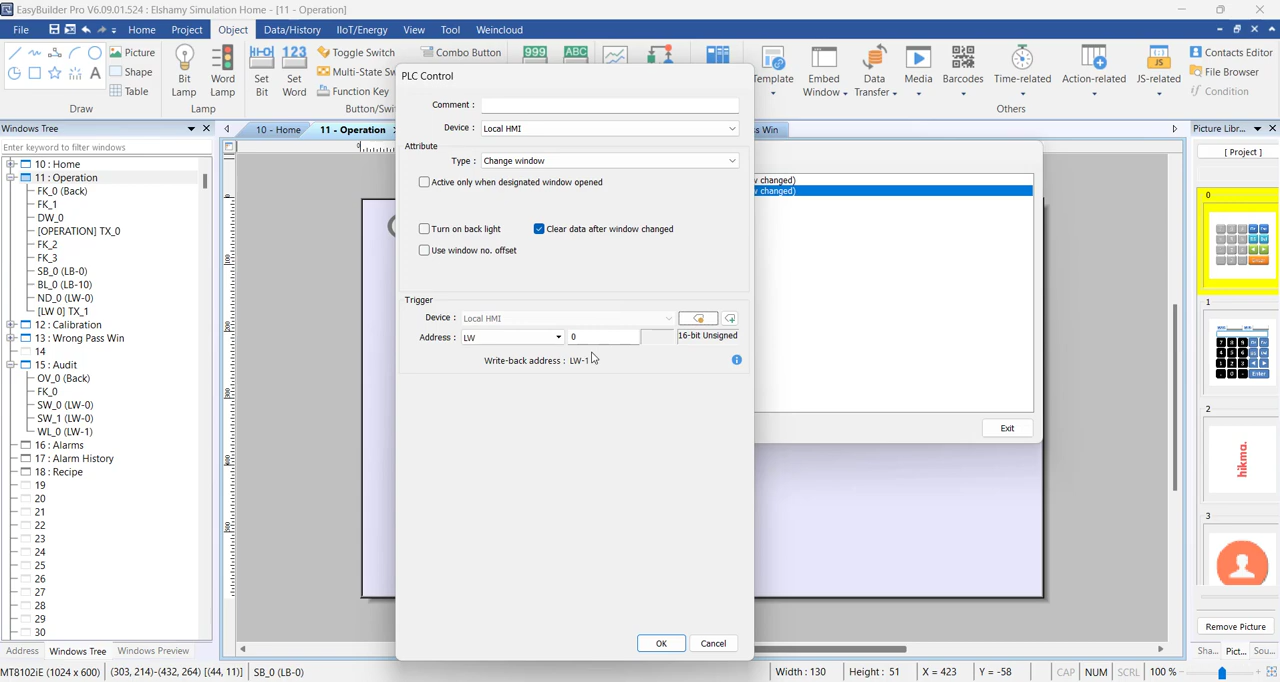 EasyBuilder Pro V6.09.01.524 : Elshamy Simulation Home - [11 - Operation]
File Home Project Object Data/History IIoT/Energy View Tool Weincloud
Picture
Shape
Table
Draw
Bit Lamp
Word Lamp
Lamp
Set Bit
Set Word
Toggle Switch
Multi-State Sw
Function Key
Button/Swit
Combo Button
Template
Embed Window
Data Transfer
Media
Barcodes
Time-related
Action-related
JS-related
Contacts Editor
File Browser
Condition
Others
Windows Tree
Enter keyword to filter windows
10 : Home
11 : Operation
FK_0 (Back)
FK_1
DW_0
[OPERATION] TX_0
FK_2
FK_3
SB_0 (LB-0)
BL_0 (LB-10)
ND_0 (LW-0)
[LW 0] TX_1
12 : Calibration
13 : Wrong Pass Win
14
15 : Audit
OV_0 (Back)
FK_0
SW_0 (LW-0)
SW_1 (LW-0)
WL_0 (LW-1)
16 : Alarms
17 : Alarm History
18 : Recipe
19
20
21
22
23
24
25
26
27
28
29
30
Address Windows Tree Windows Preview
10 - Home 11 - Operation
ss Win
PLC Control
Comment :
Device : Local HMI
Attribute
Type : Change window
Active only when designated window opened
Turn on back light Clear data after window changed
Use window no. offset
Trigger
Device : Local HMI
Address : LW 0 16-bit Unsigned
Write-back address : LW-1
OK Cancel
w changed)
w changed)
Exit
Picture Libr...
[ Project ]
0
1
2
hikma.
3
Remove Picture
Sha... Pict... Sou...
MT8102iE (1024 x 600) (303, 214)-(432, 264) [(44, 11)] SB_0 (LB-0) Width : 130 Height : 51 X = 423 Y = -58 CAP NUM SCRL 100 %